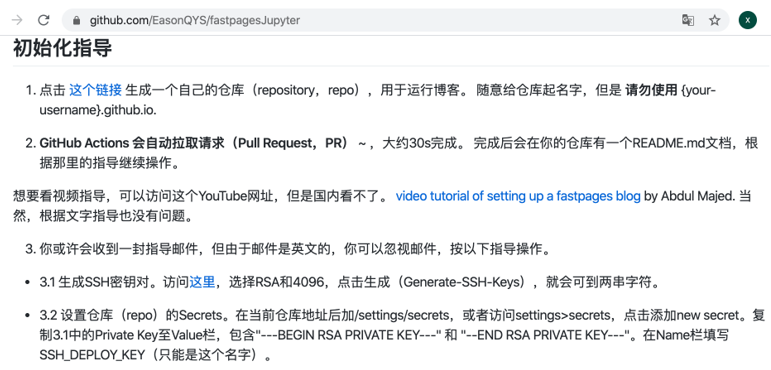 github.com/EasonQYS/fastpagesJupyter
X
初始化指导
1. 点击 这个链接 生成一个自己的仓库（repository，repo），用于运行博客。 随意给仓库起名字，但是 请勿使用 {your-
username}.github.io.
2. GitHub Actions 会自动拉取请求（Pull Request，PR） ~ ，大约30s完成。 完成后会在你的仓库有一个README.md文档，根
据那里的指导继续操作。
想要看视频指导，可以访问这个YouTube网址，但是国内看不了。 video tutorial of setting up a fastpages blog by Abdul Majed. 当
然，根据文字指导也没有问题。
3. 你或许会收到一封指导邮件，但由于邮件是英文的，你可以忽视邮件，按以下指导操作。
• 3.1 生成SSH密钥对。访问这里，选择RSA和4096，点击生成（Generate-SSH-Keys），就会可到两串字符。
• 3.2 设置仓库（repo）的Secrets。在当前仓库地址后加/settings/secrets，或者访问settings>secrets，点击添加new secret。复
制3.1中的Private Key至Value栏，包含"---BEGIN RSA PRIVATE KEY---" 和 "--END RSA PRIVATE KEY---"。在Name栏填写
SSH_DEPLOY_KEY（只能是这个名字）。